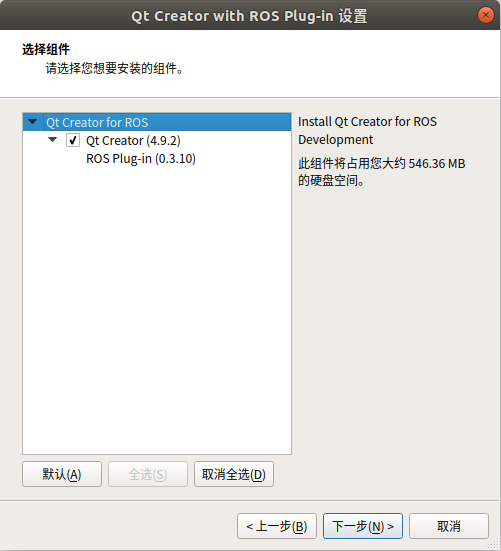 Qt Creator with ROS Plug-in 设置
选择组件
请选择您想要安装的组件。
Qt Creator for ROS
Qt Creator (4.9.2)
ROS Plug-in (0.3.10)
Install Qt Creator for ROS
Development
此组件将占用您大约 546.36 MB
的硬盘空间。
默认(A)
全选(S)
取消全选(D)
< 上一步(B)
下一步(N) >
取消